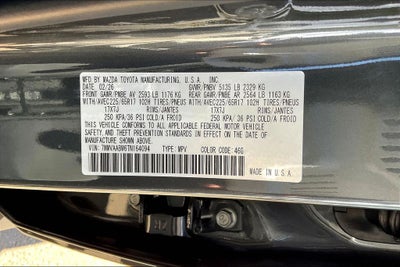 MFD BY MAZDA TOYOTA MANUFACTURING, U.S.A., INC.
DATE: 02/26 GVWR/PNBV 5135 LB 2329 KG
FRONT GAWR/PNBE AV 2593 LB 1176 KG REAR GAWR/PNBE AR 2564 LB 1163 KG
WITH/AVEC225/65R17 102H TIRES/PNEUS WITH/AVEC225/65R17 102H TIRES/PNEUS
17X7J RIMS/JANTES 17X7J RIMS/JANTES
250 KPA/36 PSI COLD/A FROID 250 KPA/36 PSI COLD/A FROID
THIS VEHICLE CONFORMS TO ALL APPLICABLE FEDERAL MOTOR VEHICLE
SAFETY, BUMPER, AND THEFT PREVENTION STANDARDS IN EFFECT ON
THE DATE OF MANUFACTURE SHOWN ABOVE.
COLOR CODE: 46G
TYPE: MPV
MADE IN U.S.A.